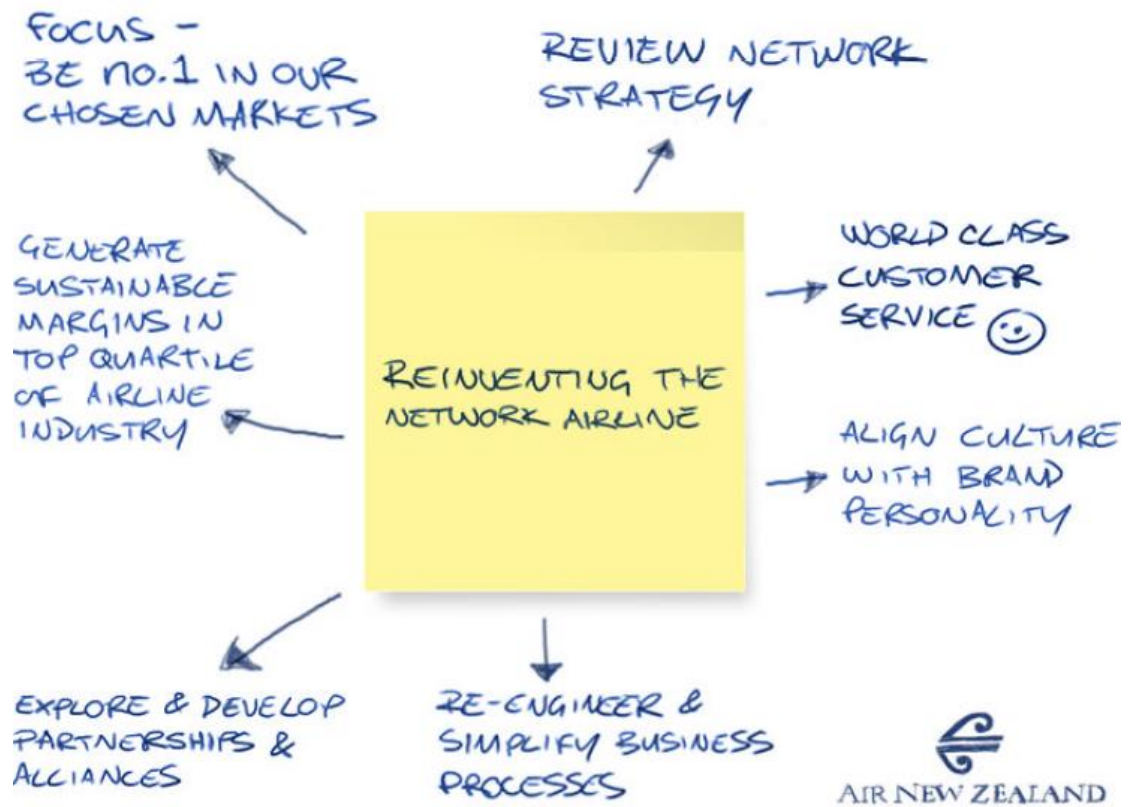 FOCUS -
BE NO.1 IN OUR
CHOSEN MARKETS
REVIEW NETWORK
STRATEGY
GENERATE
SUSTAINABLE
MARGINS IN
TOP QUARTILE
OF AIRLINE
INDUSTRY
WORLD CLASS
CUSTOMER
SERVICE
REINVENTING THE
NETWORK AIRLINE
ALIGN CULTURE
WITH BRAND
PERSONALITY
EXPLORE & DEVELOP
PARTNERSHIPS &
ALLIANCES
RE-ENGINEER &
SIMPLIFY BUSINESS
PROCESSES
AIR NEW ZEALAND